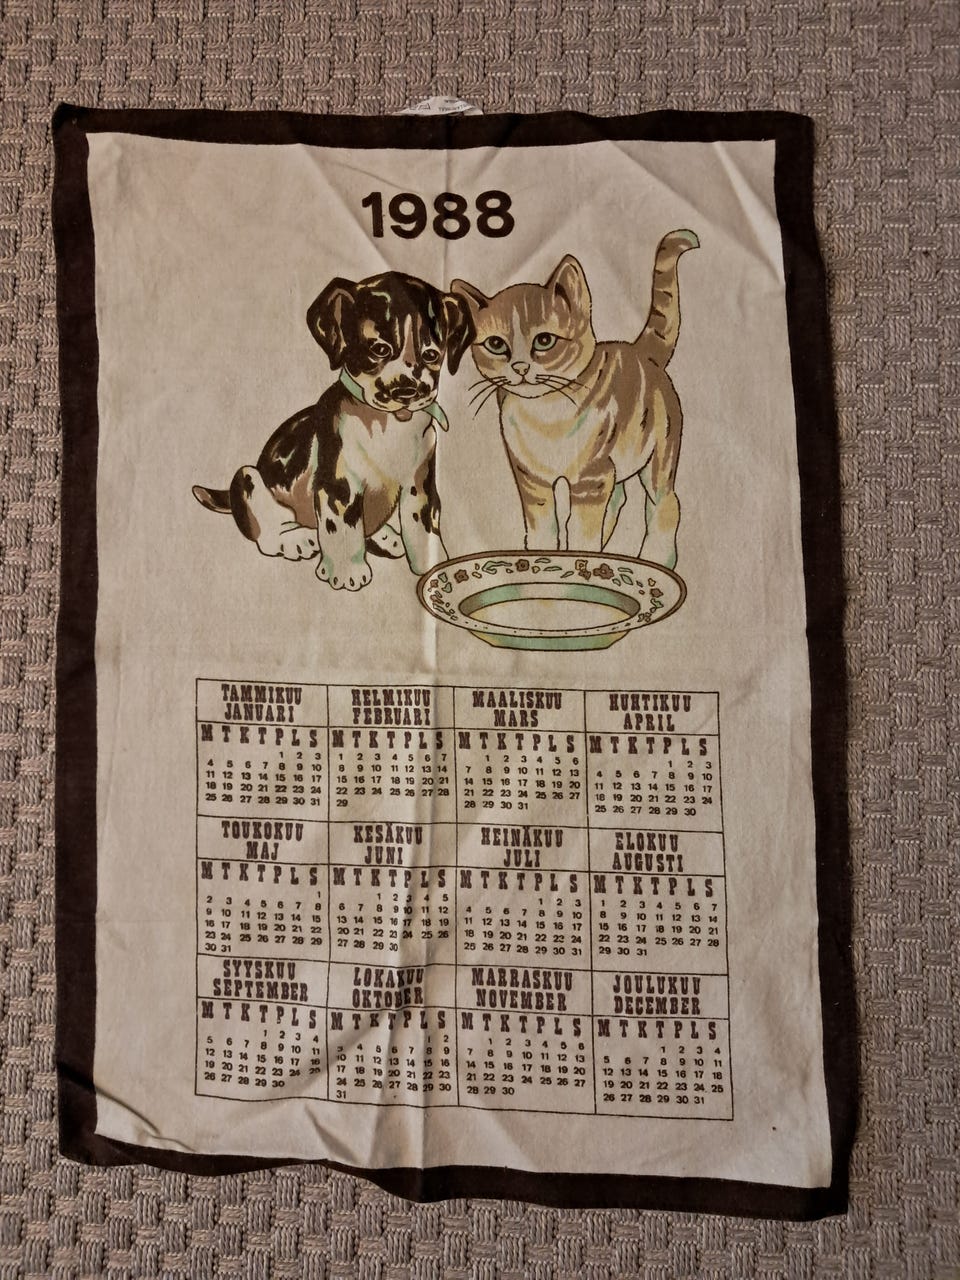 1988
TAMMIKUU
JANUARI
M T K T P L S
1 2 3
4 5 6 7 8 9 10
11 12 13 14 15 16 17
18 19 20 21 22 23 24
25 26 27 28 29 30 31
HELMIKUU
FEBRUARI
M T K T P L S
1 2 3 4 5 6 7
8 9 10 11 12 13 14
15 16 17 18 19 20 21
22 23 24 25 26 27 28
29
MAALISKUU
MARS
M T K T P L S
1 2 3 4 5 6
7 8 9 10 11 12 13
14 15 16 17 18 19 20
21 22 23 24 25 26 27
28 29 30 31
HUHTIKUU
APRIL
M T K T P L S
1 2 3
4 5 6 7 8 9 10
11 12 13 14 15 16 17
18 19 20 21 22 23 24
25 26 27 28 29 30
TOUKOKUU
MAJ
M T K T P L S
1
2 3 4 5 6 7 8
9 10 11 12 13 14 15
16 17 18 19 20 21 22
23 24 25 26 27 28 29
30 31
KESÄKUU
JUNI
M T K T P L S
1 2 3 4 5
6 7 8 9 10 11 12
13 14 15 16 17 18 19
20 21 22 23 24 25 26
27 28 29 30
HEINÄKUU
JULI
M T K T P L S
1 2 3
4 5 6 7 8 9 10
11 12 13 14 15 16 17
18 19 20 21 22 23 24
25 26 27 28 29 30 31
ELOKUU
AUGUSTI
M T K T P L S
1 2 3 4 5 6 7
8 9 10 11 12 13 14
15 16 17 18 19 20 21
22 23 24 25 26 27 28
29 30 31
SYYSKUU
SEPTEMBER
M T K T P L S
1 2 3 4
5 6 7 8 9 10 11
12 13 14 15 16 17 18
19 20 21 22 23 24 25
26 27 28 29 30
LOKAKUU
OKTOBER
M T K T P L S
1 2
3 4 5 6 7 8 9
10 11 12 13 14 15 16
17 18 19 20 21 22 23
24 25 26 27 28 29 30
31
MARRASKUU
NOVEMBER
M T K T P L S
1 2 3 4 5 6
7 8 9 10 11 12 13
14 15 16 17 18 19 20
21 22 23 24 25 26 27
28 29 30
JOULUKUU
DECEMBER
M T K T P L S
1 2 3 4
5 6 7 8 9 10 11
12 13 14 15 16 17 18
19 20 21 22 23 24 25
26 27 28 29 30 31